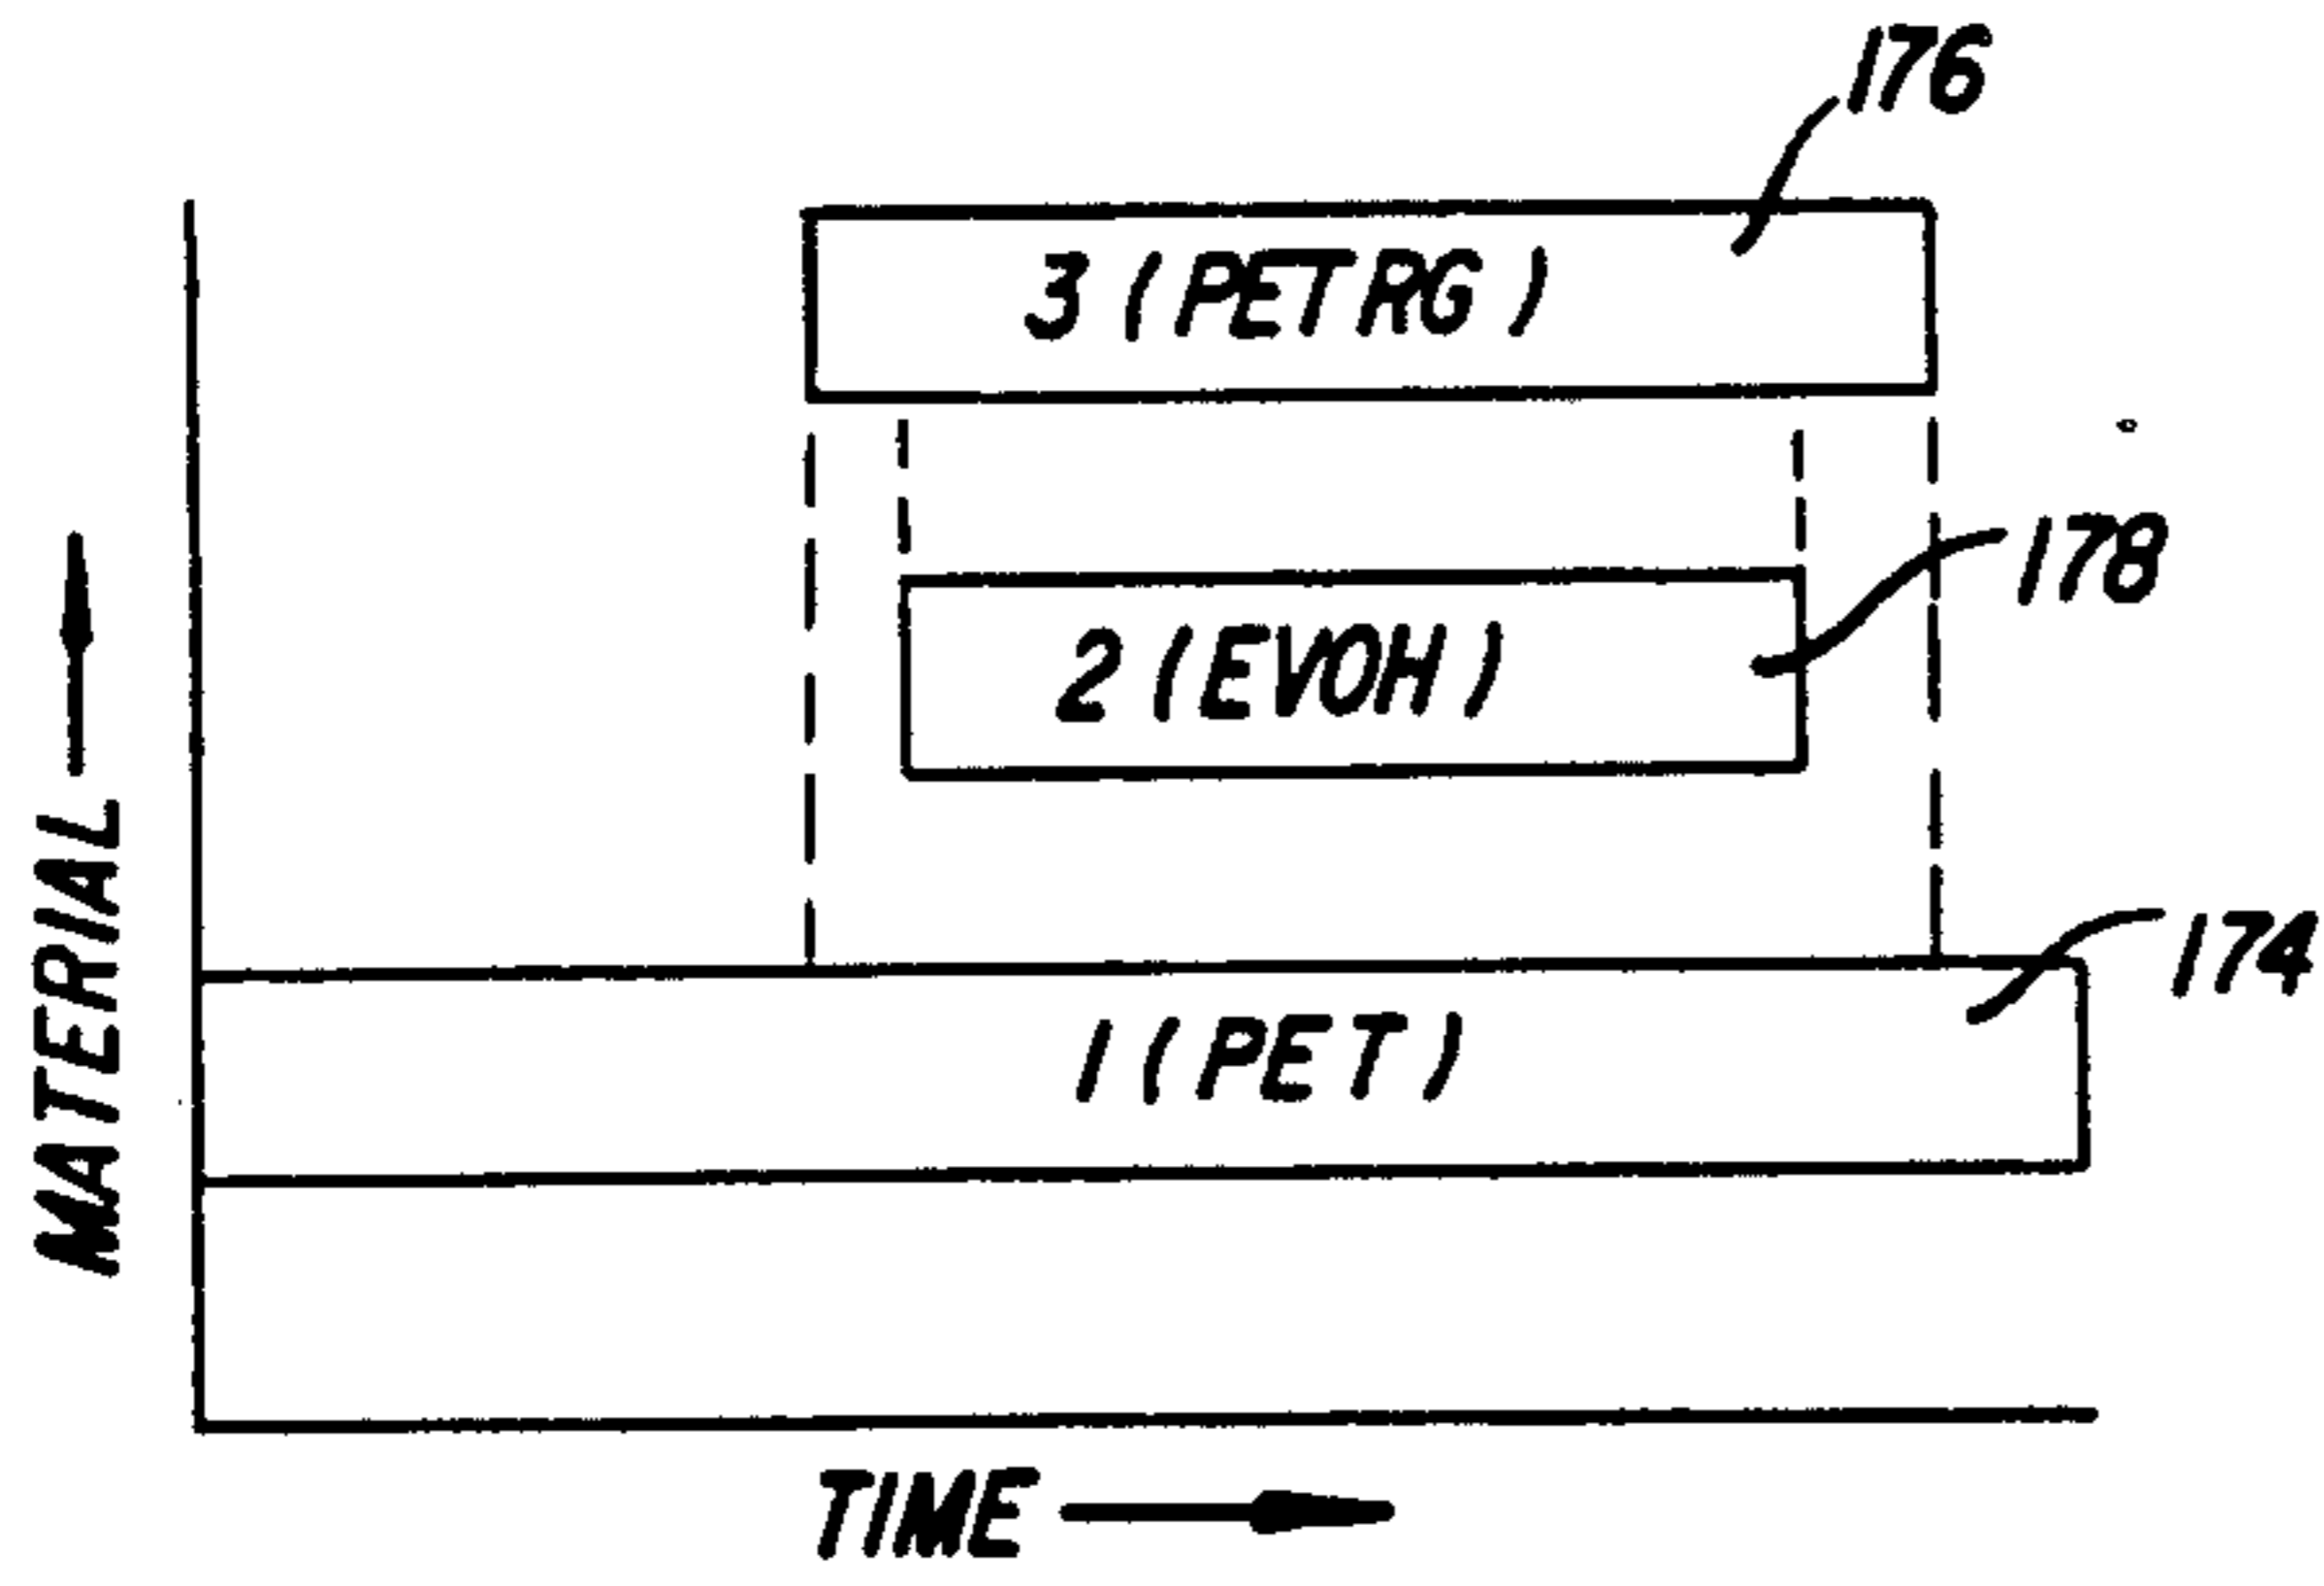 176
3 (PETRG)
178
2 (EVOH)
174
1 (PET)
MATERIAL
TIME